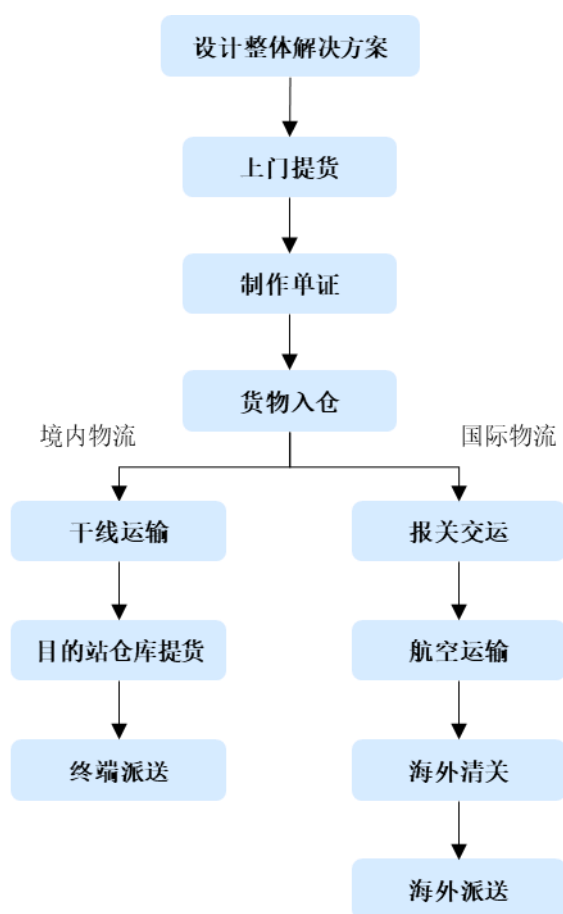 设计整体解决方案
上门提货
制作单证
货物入仓
境内物流
国际物流
干线运输
报关交运
目的站仓库提货
航空运输
终端派送
海外清关
海外派送